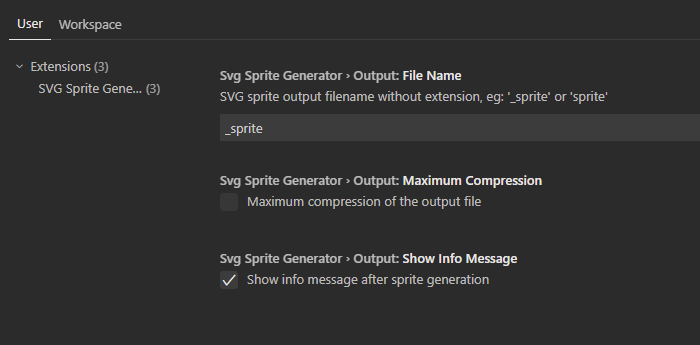 User Workspace
Extensions (3)
SVG Sprite Gene... (3)
Svg Sprite Generator › Output: File Name
SVG sprite output filename without extension, eg: '_sprite' or 'sprite'
_sprite
Svg Sprite Generator › Output: Maximum Compression
Maximum compression of the output file
Svg Sprite Generator › Output: Show Info Message
Show info message after sprite generation